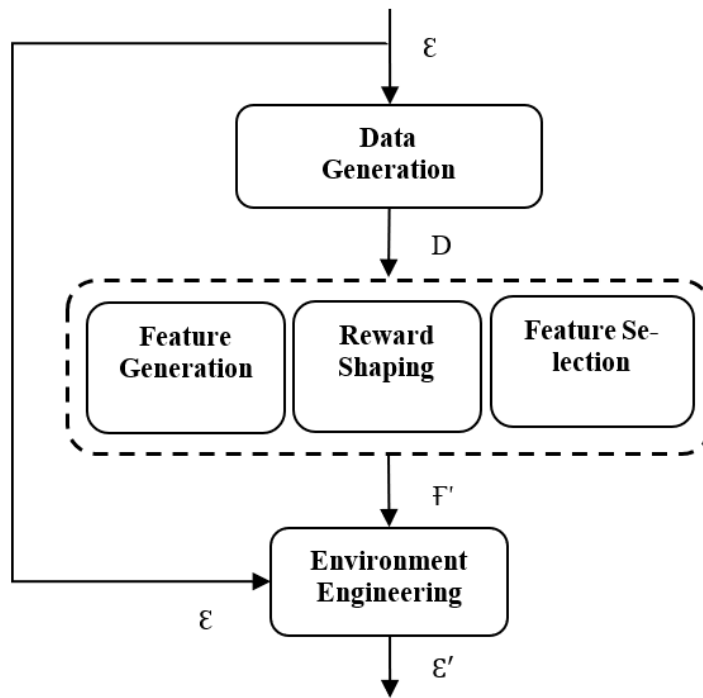 Ɛ
Data
Generation
D
Feature
Generation
Reward
Shaping
Feature Se-
lection
Ғ'
Environment
Engineering
Ɛ
Ɛ′